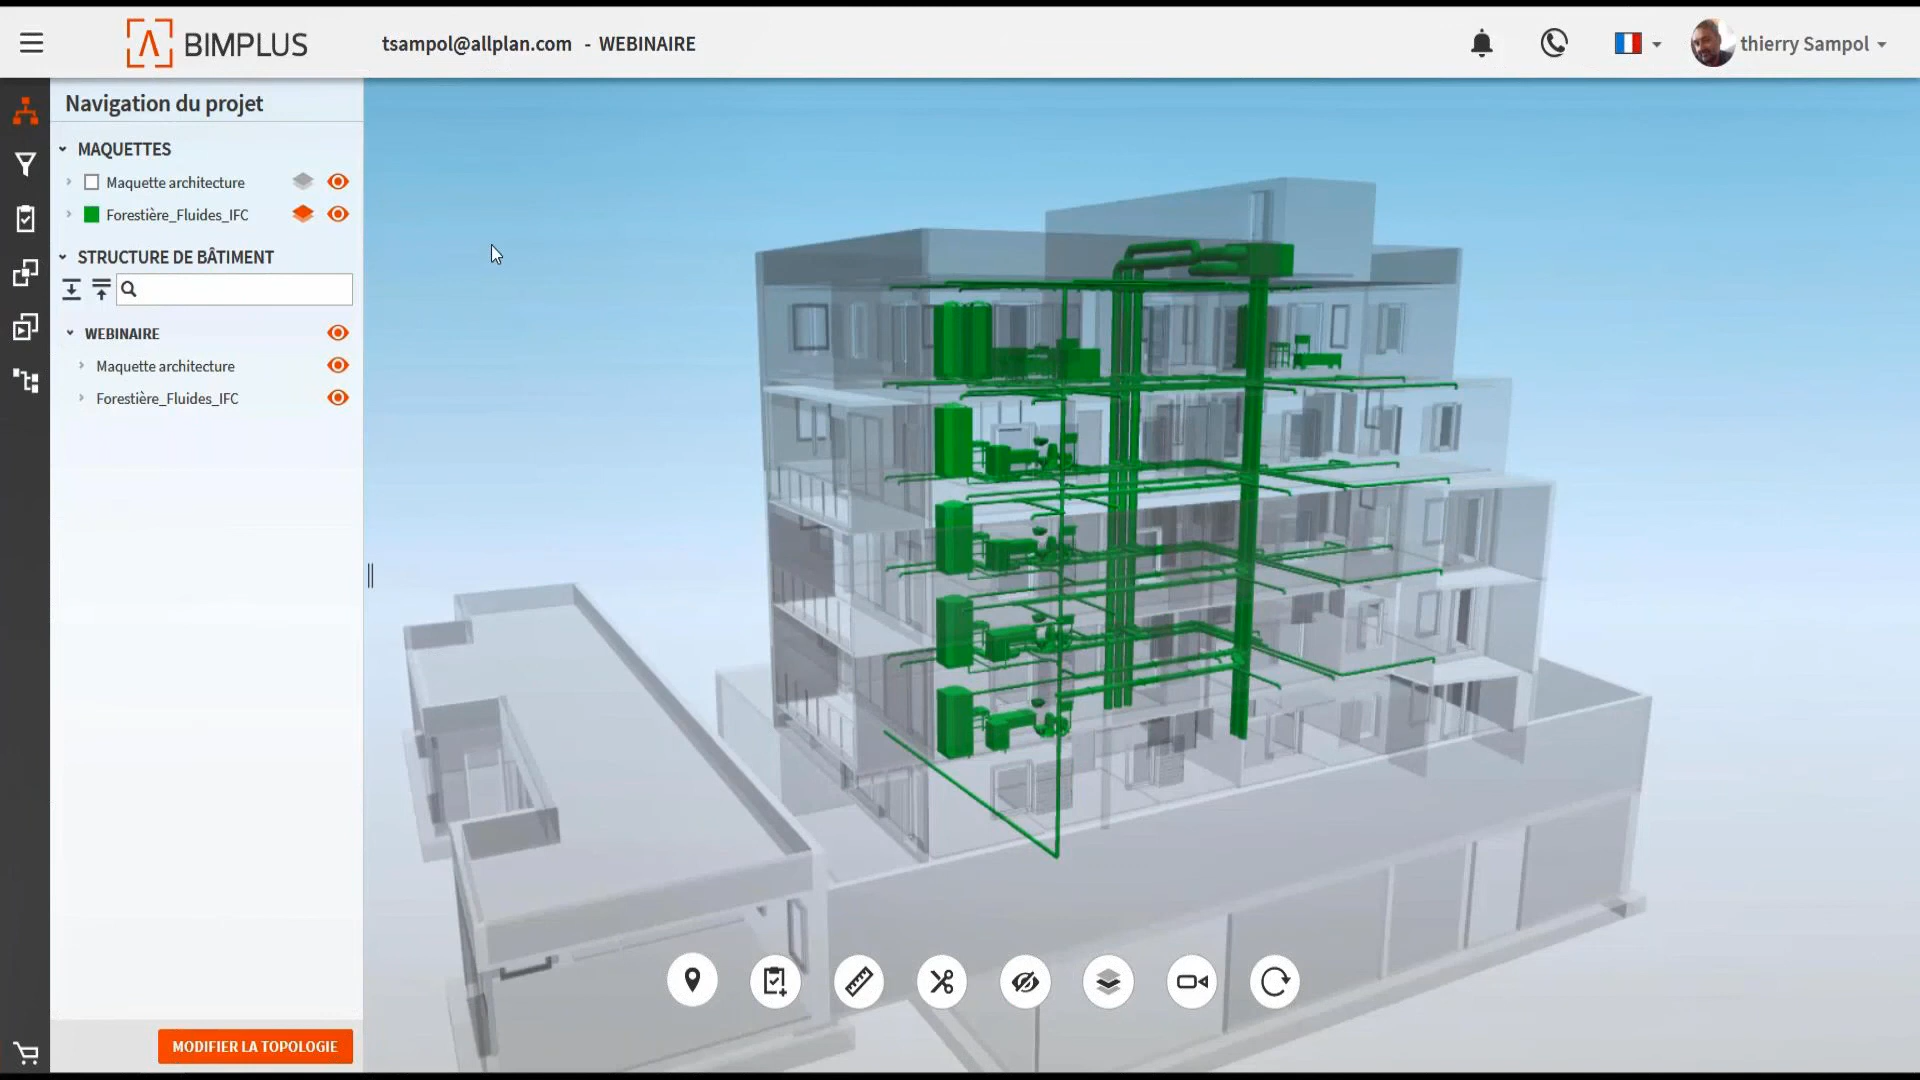 BIMPLUS
tsampol@allplan.com - WEBINAIRE
thierry Sampol
Navigation du projet
MAQUETTES
Maquette architecture
Forestière_Fluides_IFC
STRUCTURE DE BÂTIMENT
WEBINAIRE
Maquette architecture
Forestière_Fluides_IFC
MODIFIER LA TOPOLOGIE